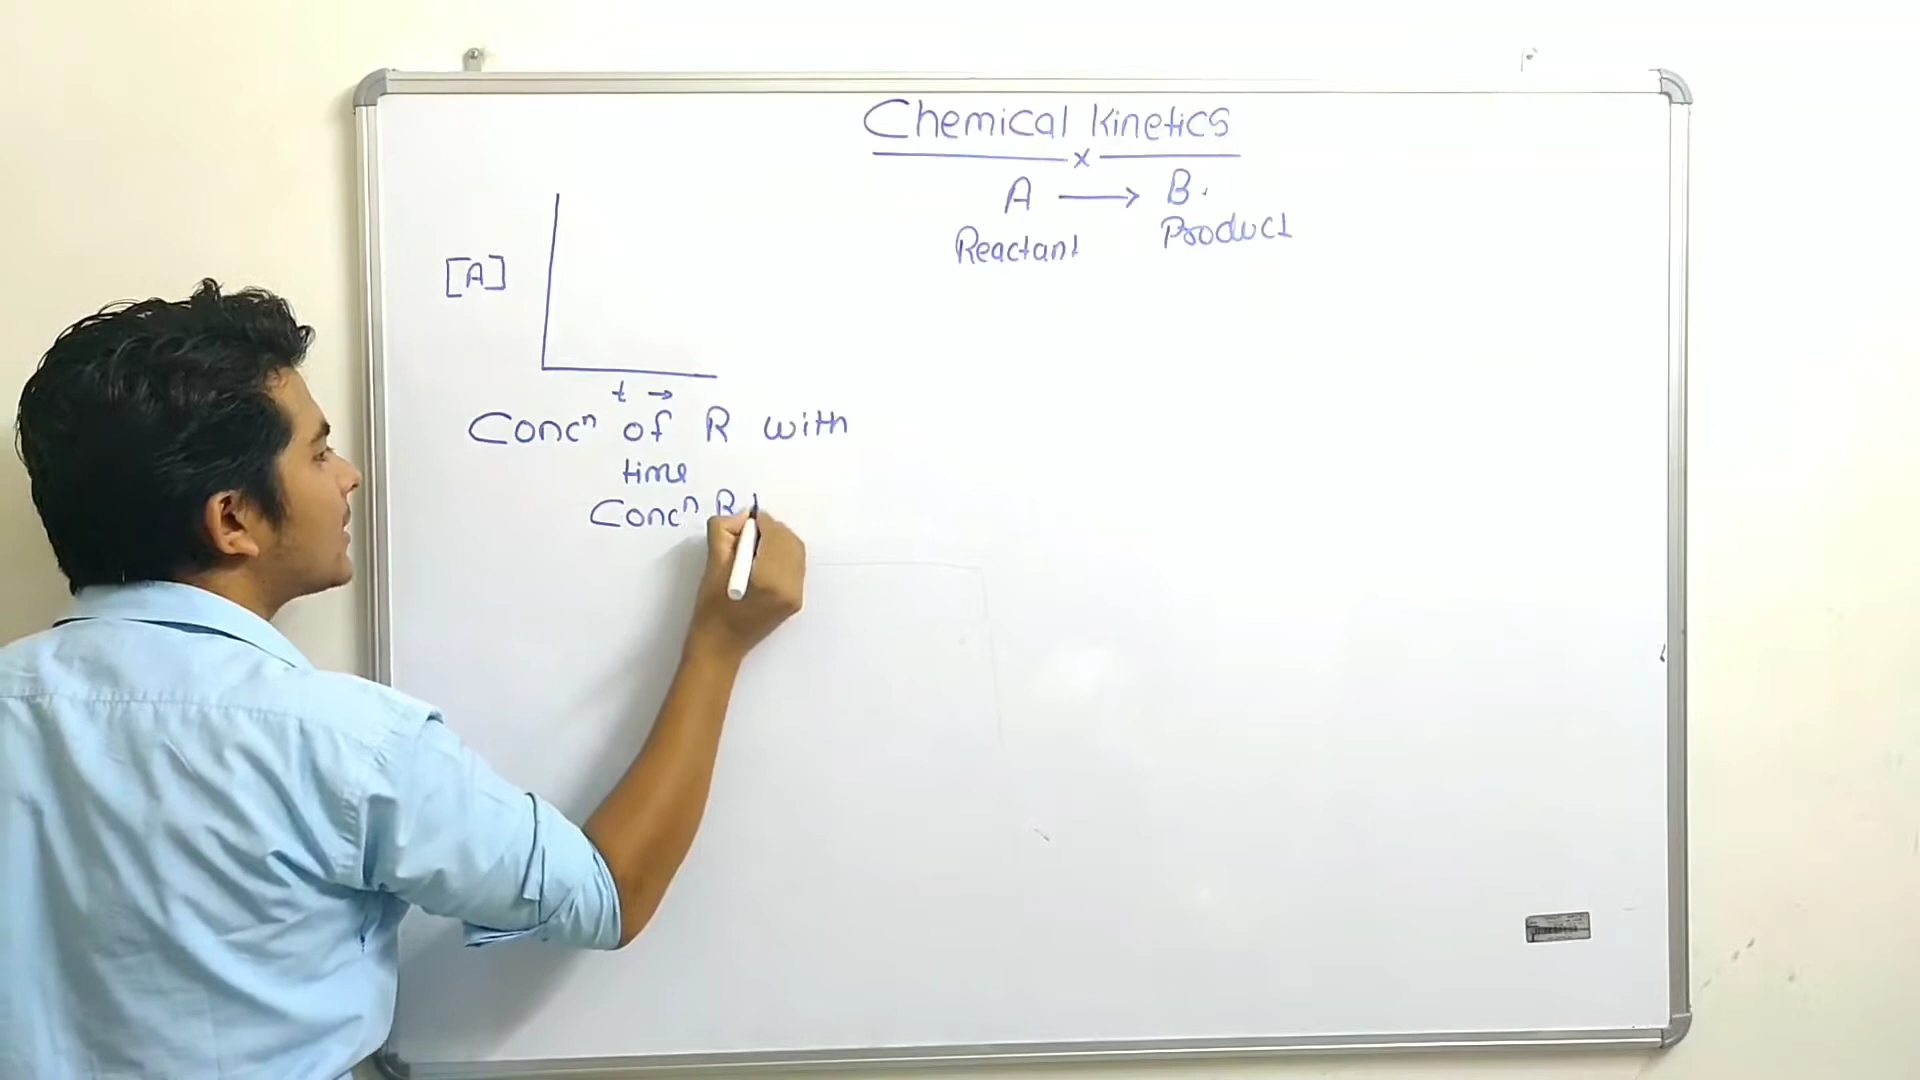 Chemical Kinetics
x
A → B.
Reactant Product
[A]
t →
Concⁿ of R with
time
Concⁿ R